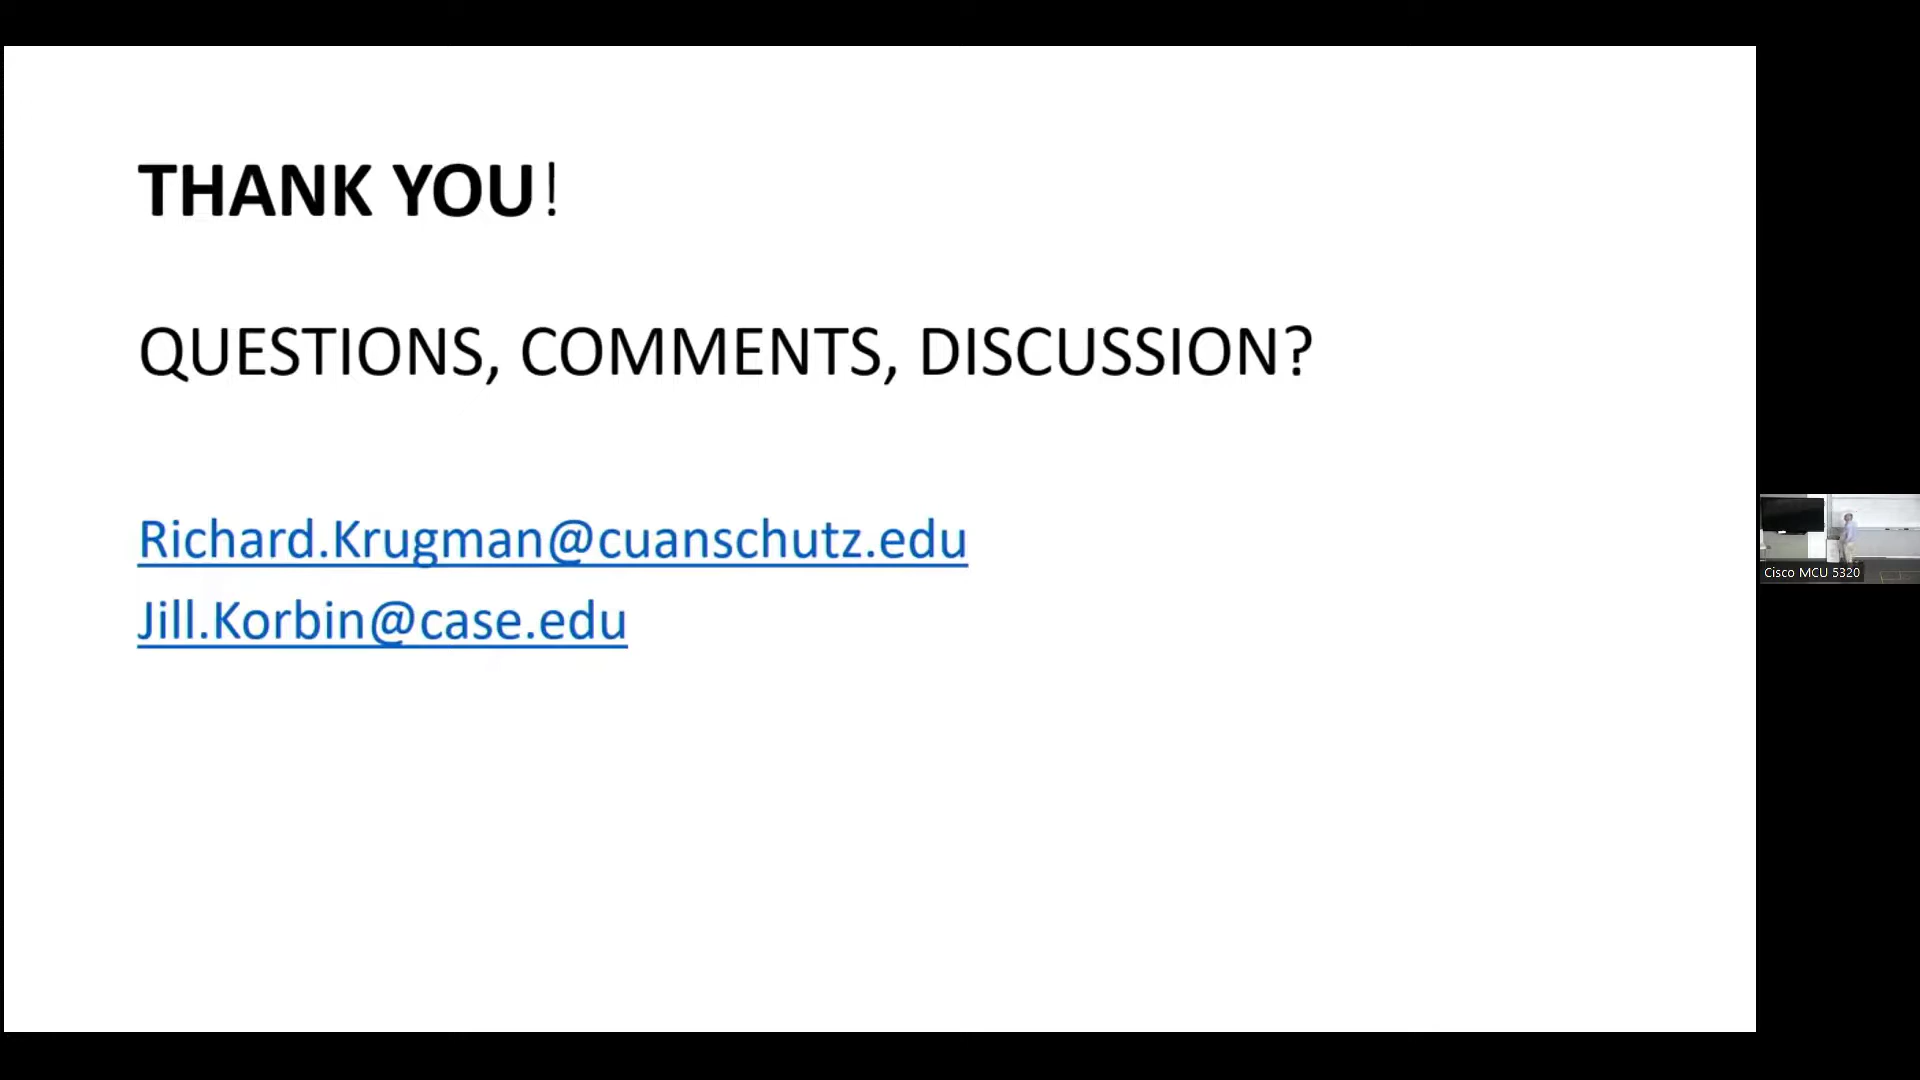 THANK YOU!
QUESTIONS, COMMENTS, DISCUSSION?
Richard.Krugman@cuanschutz.edu
Jill.Korbin@case.edu
Cisco MCU 5320